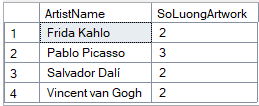 ArtistName SoLuongArtwork
1 Frida Kahlo 2
2 Pablo Picasso 3
3 Salvador Dalí 2
4 Vincent van Gogh 2